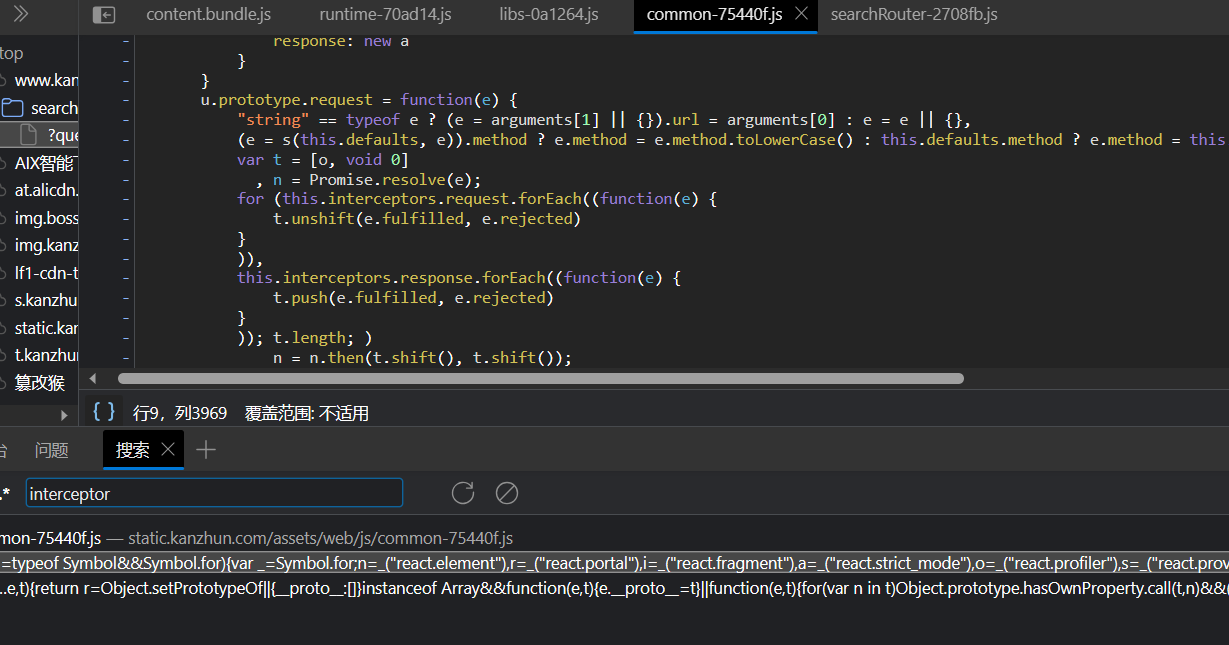 content.bundle.js runtime-70ad14.js libs-0a1264.js common-75440f.js searchRouter-2708fb.js
top
www.kan
search
?que
AIX智能
at.alicdn.
img.boss
img.kanz
lf1-cdn-t
s.kanzhu
static.kan
t.kanzhun
篡改猴
response: new a
}
}
u.prototype.request = function(e) {
"string" == typeof e ? (e = arguments[1] || {}).url = arguments[0] : e = e || {},
(e = s(this.defaults, e)).method ? e.method = e.method.toLowerCase() : this.defaults.method ? e.method = this
var t = [o, void 0]
, n = Promise.resolve(e);
for (this.interceptors.request.forEach((function(e) {
t.unshift(e.fulfilled, e.rejected)
}
)),
this.interceptors.response.forEach((function(e) {
t.push(e.fulfilled, e.rejected)
}
)); t.length; )
n = n.then(t.shift(), t.shift());
{ } 行9，列3969 覆盖范围: 不适用
台 问题 搜索
.* interceptor
mon-75440f.js — static.kanzhun.com/assets/web/js/common-75440f.js
=typeof Symbol&&Symbol.for){var _=Symbol.for;n=_("react.element"),r=_("react.portal"),i=_("react.fragment"),a=_("react.strict_mode"),o=_("react.profiler"),s=_("react.prov
…e,t){return r=Object.setPrototypeOf||{__proto__:[]}instanceof Array&&function(e,t){e.__proto__=t}||function(e,t){for(var n in t)Object.prototype.hasOwnProperty.call(t,n)&&(